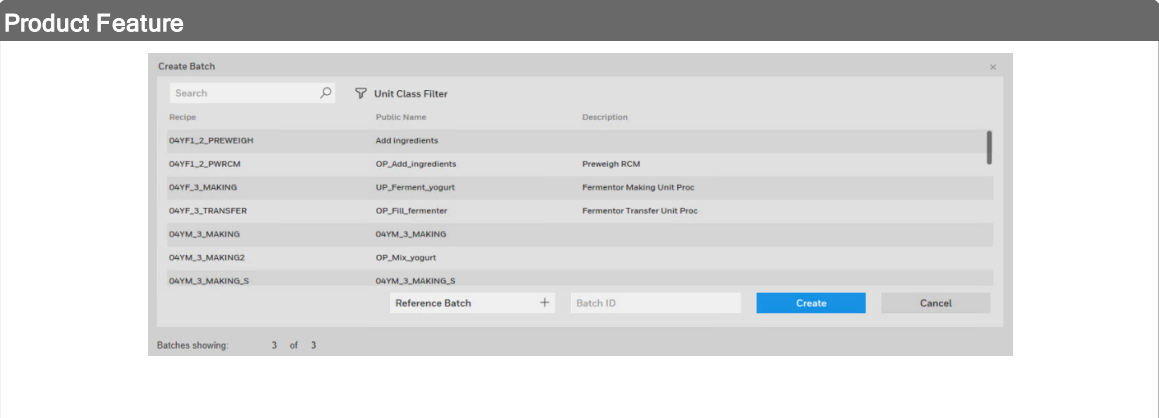 Product Feature
Create Batch ×
Search Unit Class Filter
Recipe Public Name Description
04YF1_2_PREWEIGH Add ingredients
04YF1_2_PWRCM OP_Add_ingredients Preweigh RCM
04YF_3_MAKING UP_Ferment_yogurt Fermentor Making Unit Proc
04YF_3_TRANSFER OP_Fill_fermenter Fermentor Transfer Unit Proc
04YM_3_MAKING 04YM_3_MAKING
04YM_3_MAKING2 OP_Mix_yogurt
04YM_3_MAKING_S 04YM_3_MAKING_S
Reference Batch + Batch ID Create Cancel
Batches showing: 3 of 3